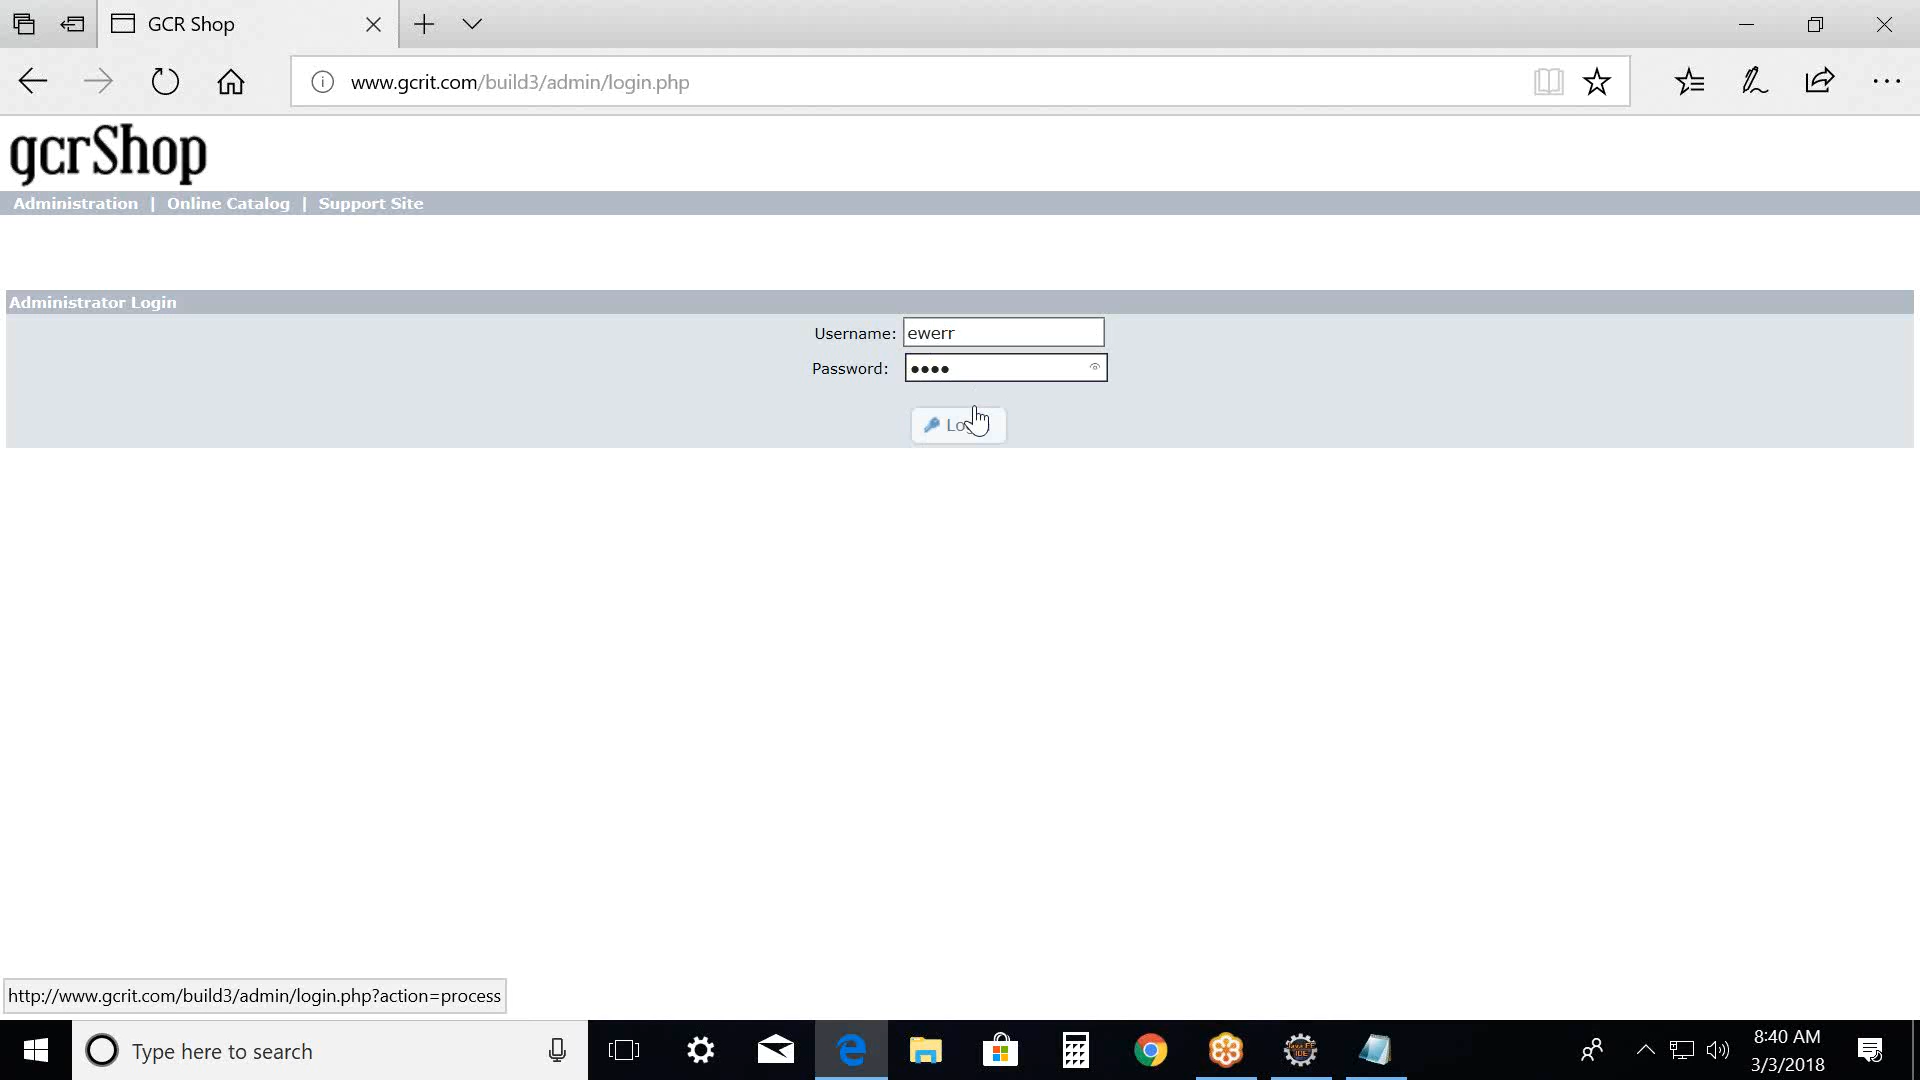 GCR Shop
www.gcrit.com/build3/admin/login.php
gcrShop
Administration | Online Catalog | Support Site
Administrator Login
Username: ewerr
Password: ••••
http://www.gcrit.com/build3/admin/login.php?action=process
Type here to search
8:40 AM
3/3/2018